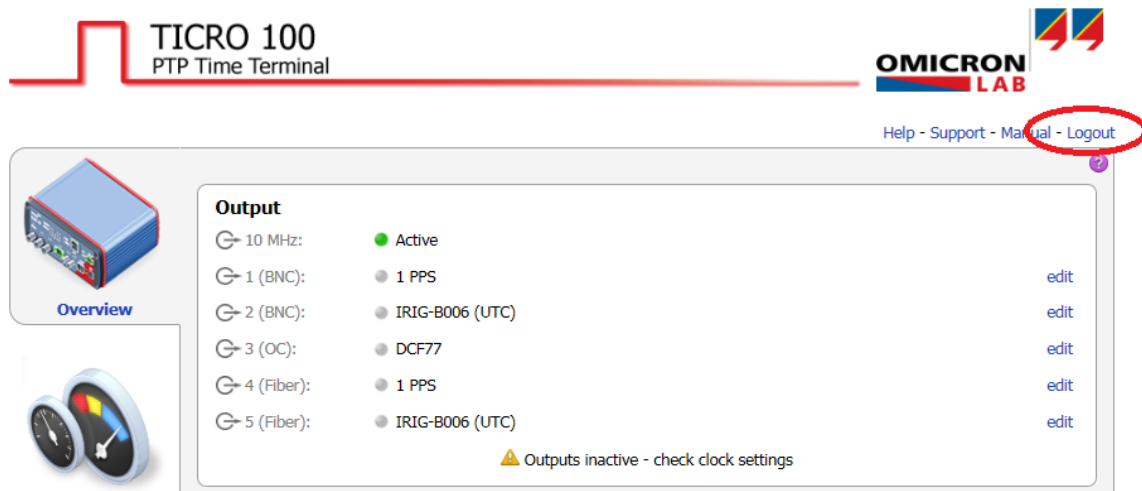 TICRO 100
PTP Time Terminal
OMICRON
LAB
Help - Support - Manual - Logout
?
Output
10 MHz: Active
1 (BNC): 1 PPS edit
2 (BNC): IRIG-B006 (UTC) edit
Overview
3 (OC): DCF77 edit
4 (Fiber): 1 PPS edit
5 (Fiber): IRIG-B006 (UTC) edit
Outputs inactive - check clock settings